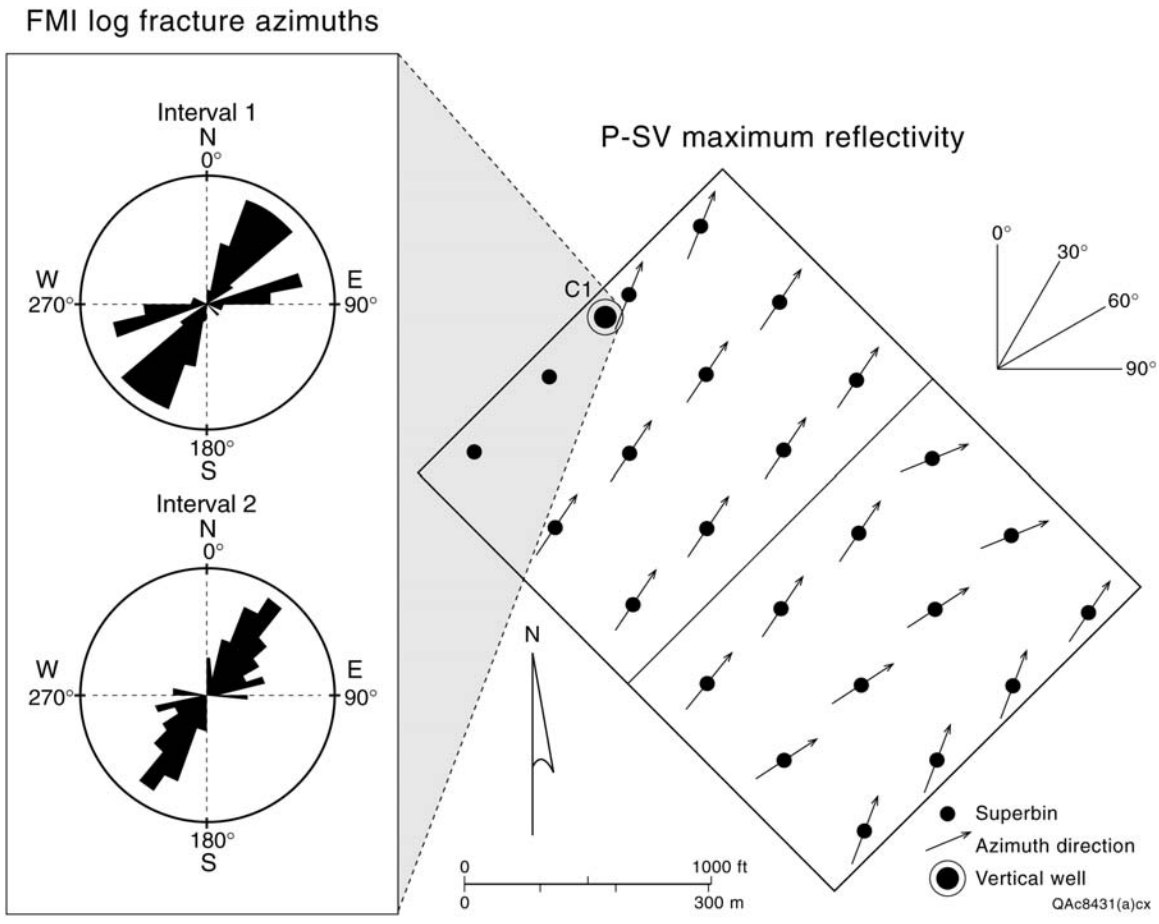 FMI log fracture azimuths
Interval 1
N
0°
W
270°
E
90°
180°
S
Interval 2
N
0°
W
270°
E
90°
180°
S
P-SV maximum reflectivity
C1
0°
30°
60°
90°
N
0 1000 ft
0 300 m
Superbin
Azimuth direction
Vertical well
QAc8431(a)cx